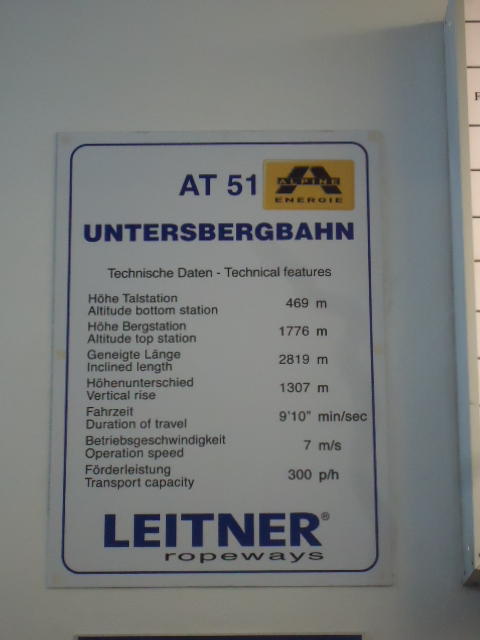 AT 51
ALPINE
ENERGIE
UNTERSBERGBAHN
Technische Daten - Technical features
Höhe Talstation
Altitude bottom station 469 m
Höhe Bergstation
Altitude top station 1776 m
Geneigte Länge
Inclined length 2819 m
Höhenunterschied
Vertical rise 1307 m
Fahrzeit
Duration of travel 9'10" min/sec
Betriebsgeschwindigkeit
Operation speed 7 m/s
Förderleistung
Transport capacity 300 p/h
LEITNER®
ropeways